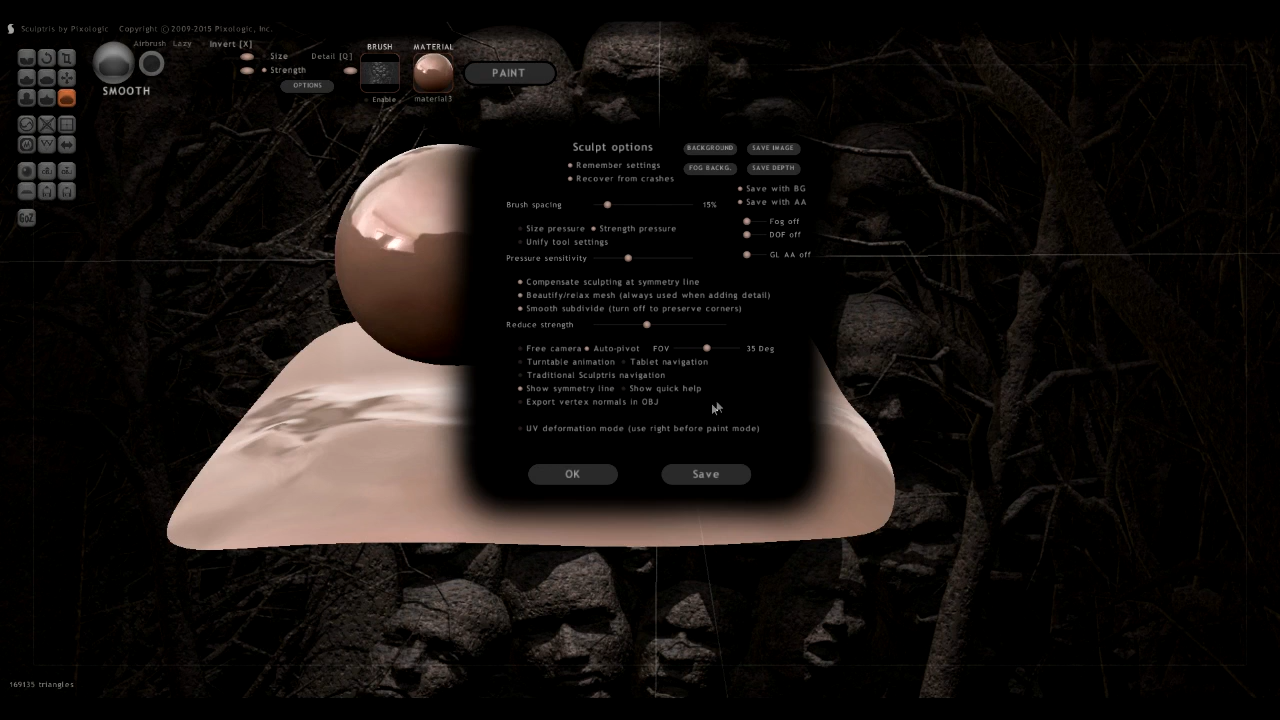 Sculptris by Pixologic Copyright © 2009-2015 Pixologic, Inc.
Airbrush Lazy Invert [X]
BRUSH MATERIAL
Size Detail [Q]
Strength
PAINT
OPTIONS
SMOOTH
Enable material3
GoZ
Sculpt options
BACKGROUND SAVE IMAGE
Remember settings
FOG BACKG. SAVE DEPTH
Recover from crashes
Save with BG
Save with AA
Brush spacing 15%
Fog off
Size pressure Strength pressure
DOF off
Unify tool settings
GL AA off
Pressure sensitivity
Compensate sculpting at symmetry line
Beautify/relax mesh (always used when adding detail)
Smooth subdivide (turn off to preserve corners)
Reduce strength
Free camera Auto-pivot FOV 35 Deg
Turntable animation Tablet navigation
Traditional Sculptris navigation
Show symmetry line Show quick help
Export vertex normals in OBJ
UV deformation mode (use right before paint mode)
OK Save
169135 triangles